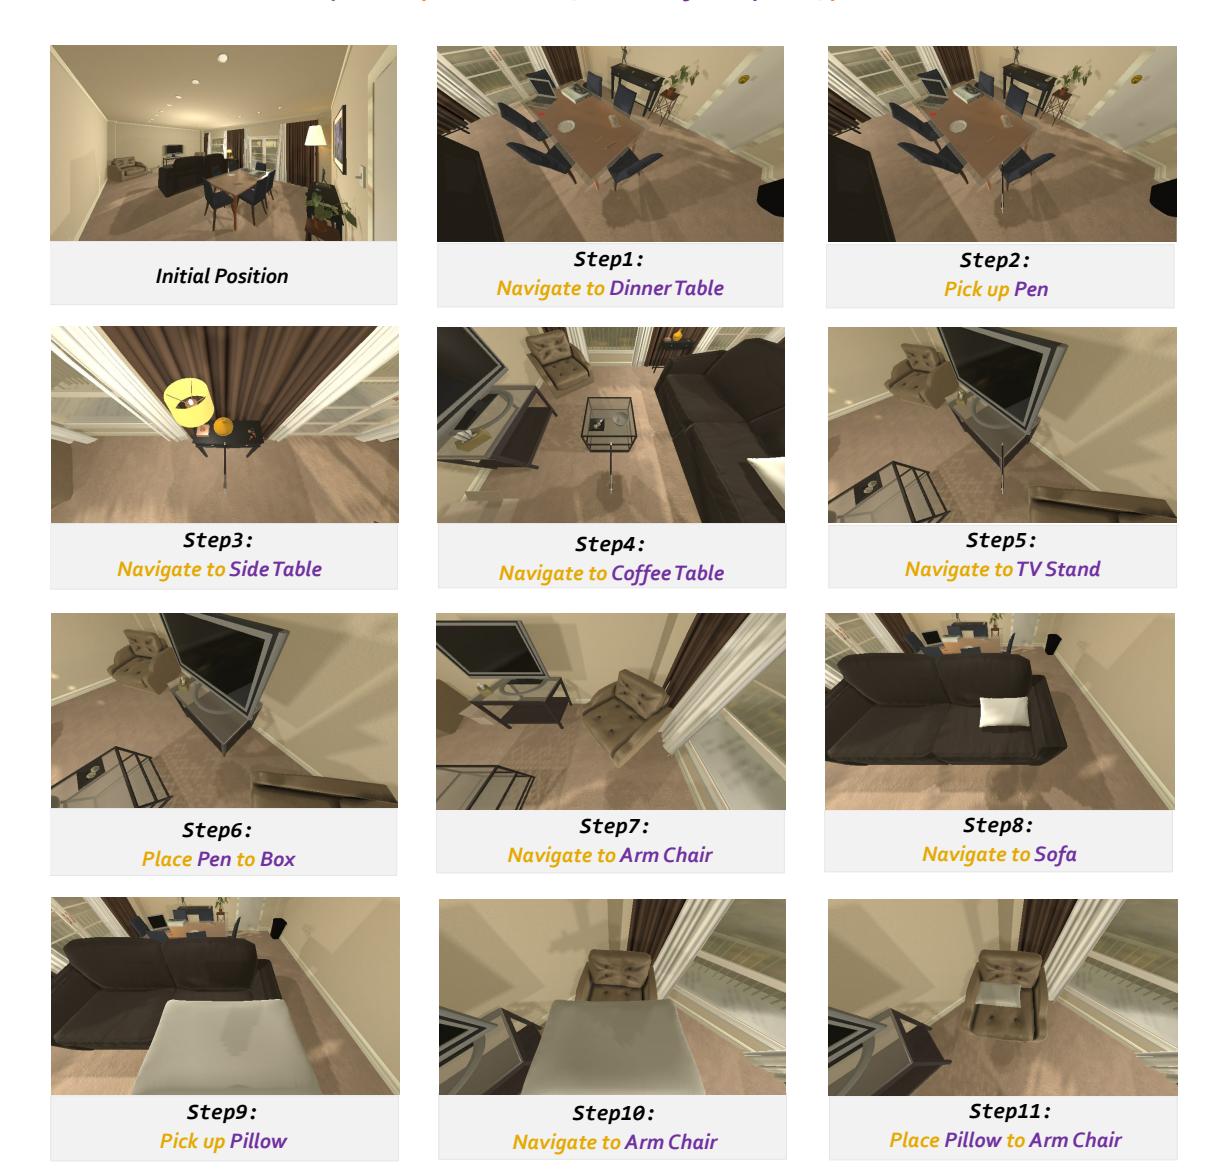 Initial Position
Step1:
Navigate to Dinner Table
Step2:
Pick up Pen
Step3:
Navigate to Side Table
Step4:
Navigate to Coffee Table
Step5:
Navigate to TV Stand
Step6:
Place Pen to Box
Step7:
Navigate to Arm Chair
Step8:
Navigate to Sofa
Step9:
Pick up Pillow
Step10:
Navigate to Arm Chair
Step11:
Place Pillow to Arm Chair